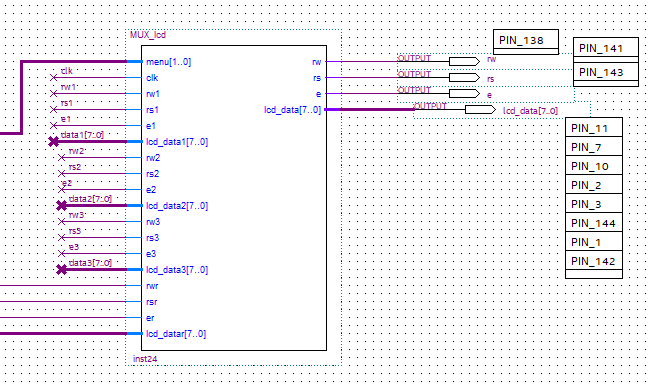 MUX_lcd
menu[1..0]
clk
rw1
rs1
e1
lcd_data1[7..0]
rw2
rs2
e2
lcd_data2[7..0]
rw3
rs3
e3
lcd_data3[7..0]
rwr
rsr
er
lcd_datar[7..0]
inst24
clk
rw1
rs1
e1
data1[7..0]
rw2
rs2
e2
data2[7..0]
rw3
rs3
e3
data3[7..0]
rw
rs
e
lcd_data[7..0]
OUTPUT rw
OUTPUT rs
OUTPUT e
OUTPUT lcd_data[7..0]
PIN_138
PIN_141
PIN_143
PIN_11
PIN_7
PIN_10
PIN_2
PIN_3
PIN_144
PIN_1
PIN_142